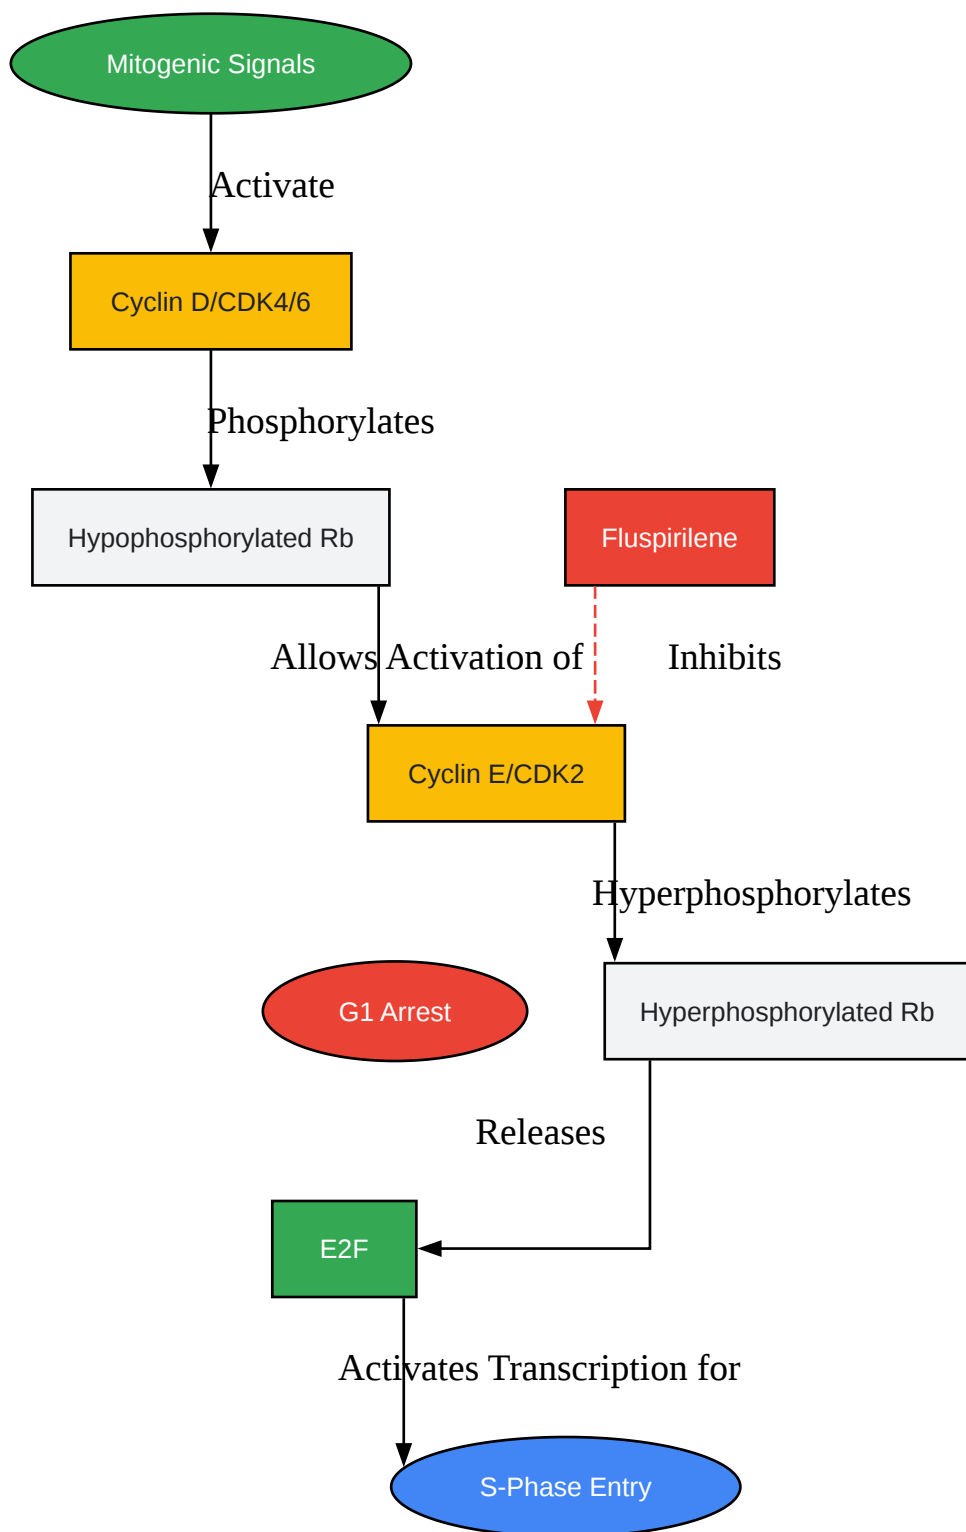 Mitogenic Signals
Activate
Cyclin D/CDK4/6
Phosphorylates
Hypophosphorylated Rb
Fluspirilene
Allows Activation of
Inhibits
Cyclin E/CDK2
Hyperphosphorylates
G1 Arrest
Hyperphosphorylated Rb
Releases
E2F
Activates Transcription for
S-Phase Entry